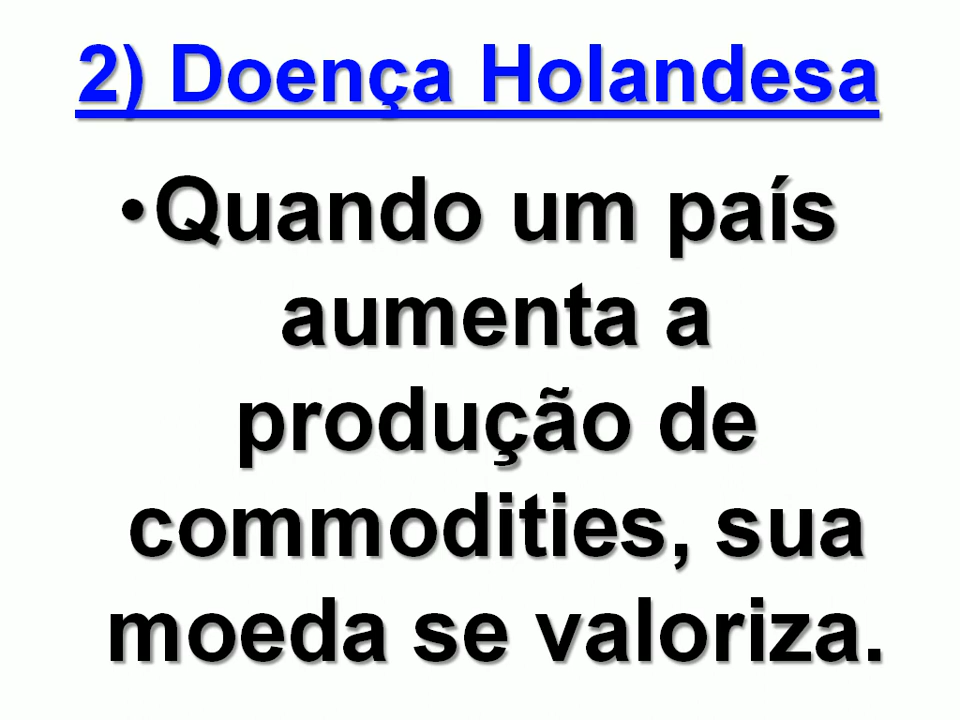 2) Doença Holandesa
•Quando um país
aumenta a
produção de
commodities, sua
moeda se valoriza.